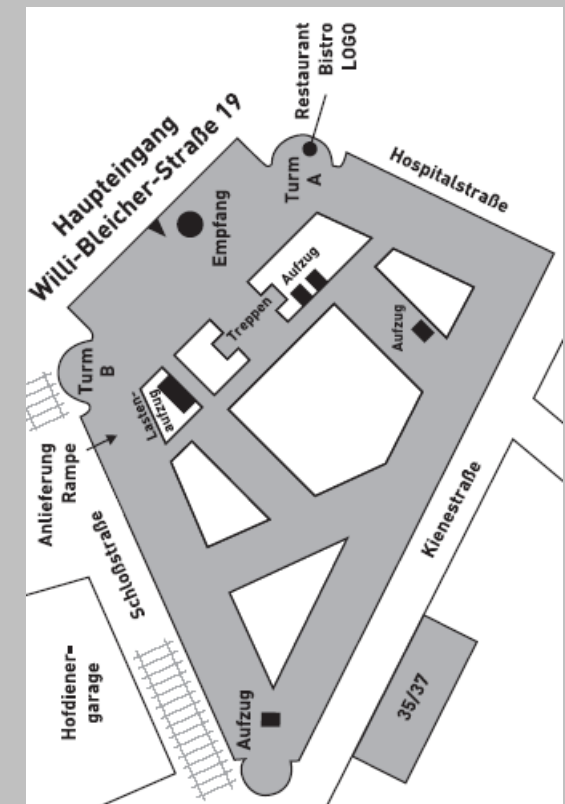 Restaurant
Bistro
LOGO
Haupteingang
Willi-Bleicher-Straße 19
Turm
A
Hospitalstraße
Empfang
Aufzug
Treppen
Aufzug
Turm
B
Lasten-
aufzug
Anlieferung
Rampe
Schloßstraße
Kienestraße
Hofdiener-
garage
Aufzug
35/37